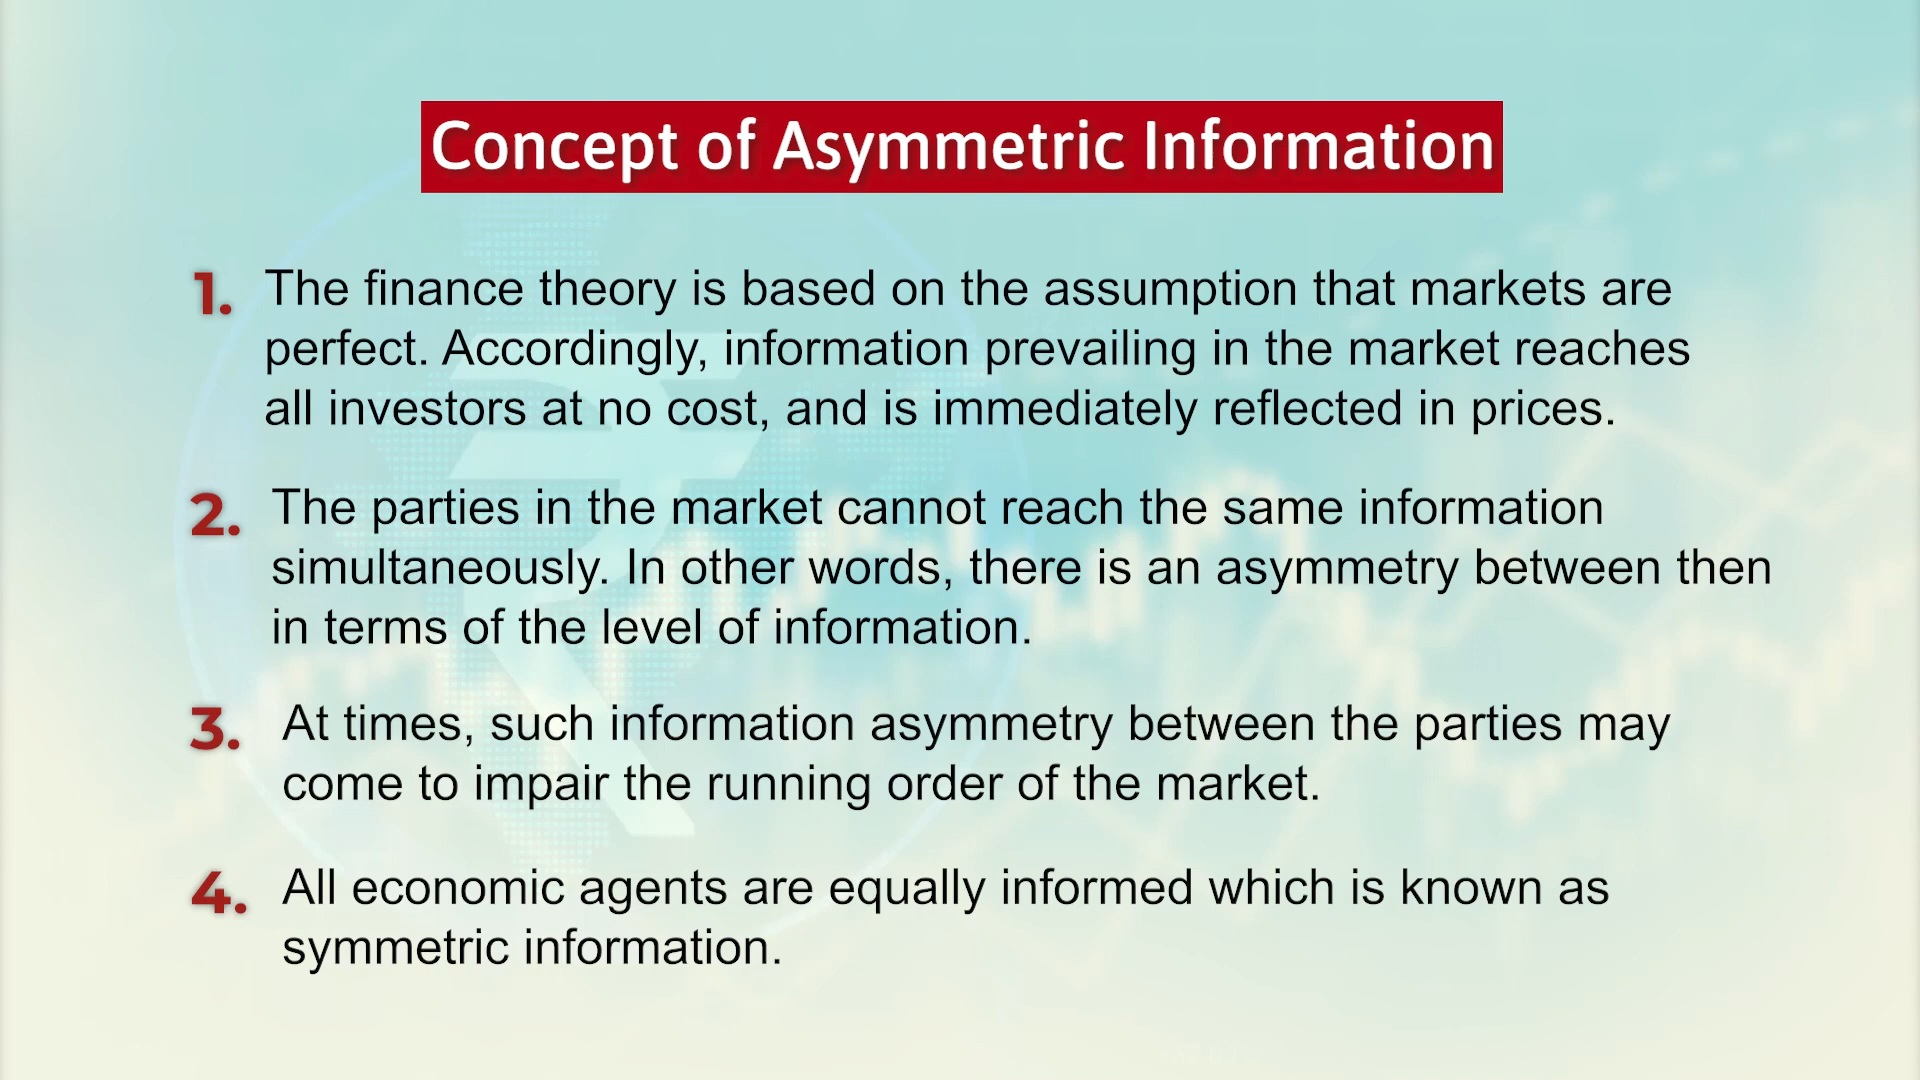 Concept of Asymmetric Information
1. The finance theory is based on the assumption that markets are
perfect. Accordingly, information prevailing in the market reaches
all investors at no cost, and is immediately reflected in prices.
2. The parties in the market cannot reach the same information
simultaneously. In other words, there is an asymmetry between then
in terms of the level of information.
3. At times, such information asymmetry between the parties may
come to impair the running order of the market.
4. All economic agents are equally informed which is known as
symmetric information.